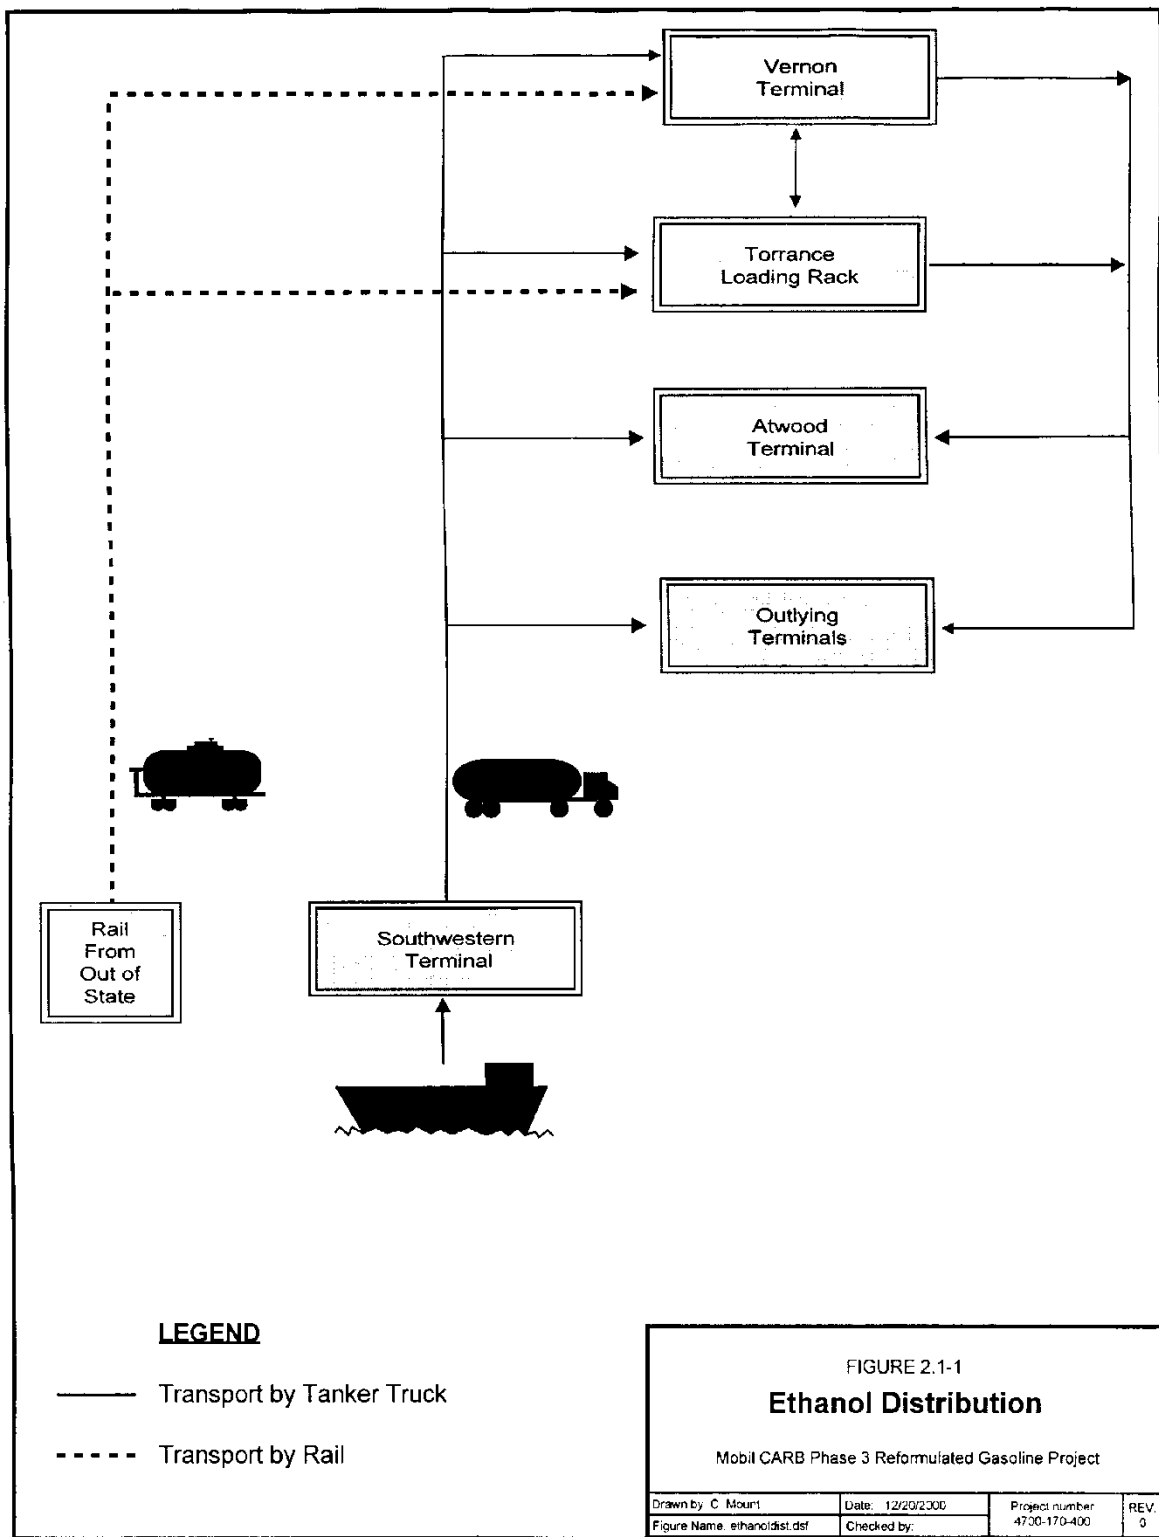 Vernon
Terminal
Torrance
Loading Rack
Atwood
Terminal
Outlying
Terminals
Rail
From
Out of
State
Southwestern
Terminal
LEGEND
Transport by Tanker Truck
Transport by Rail
FIGURE 2.1-1
Ethanol Distribution
Mobil CARB Phase 3 Reformulated Gasoline Project
Drawn by C. Mount
Date: 12/20/2000
Project number
4700-170-400
REV.
0
Figure Name. ethanoldist.dsf
Checked by: